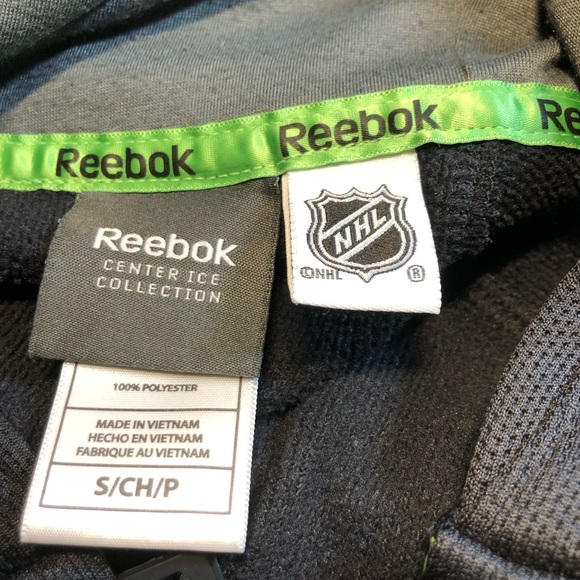 Reebok
Reebok
Re
Reebok
CENTER ICE
COLLECTION
NHL
©NHL
®
100% POLYESTER
MADE IN VIETNAM
HECHO EN VIETNAM
FABRIQUE AU VIETNAM
S/CH/P